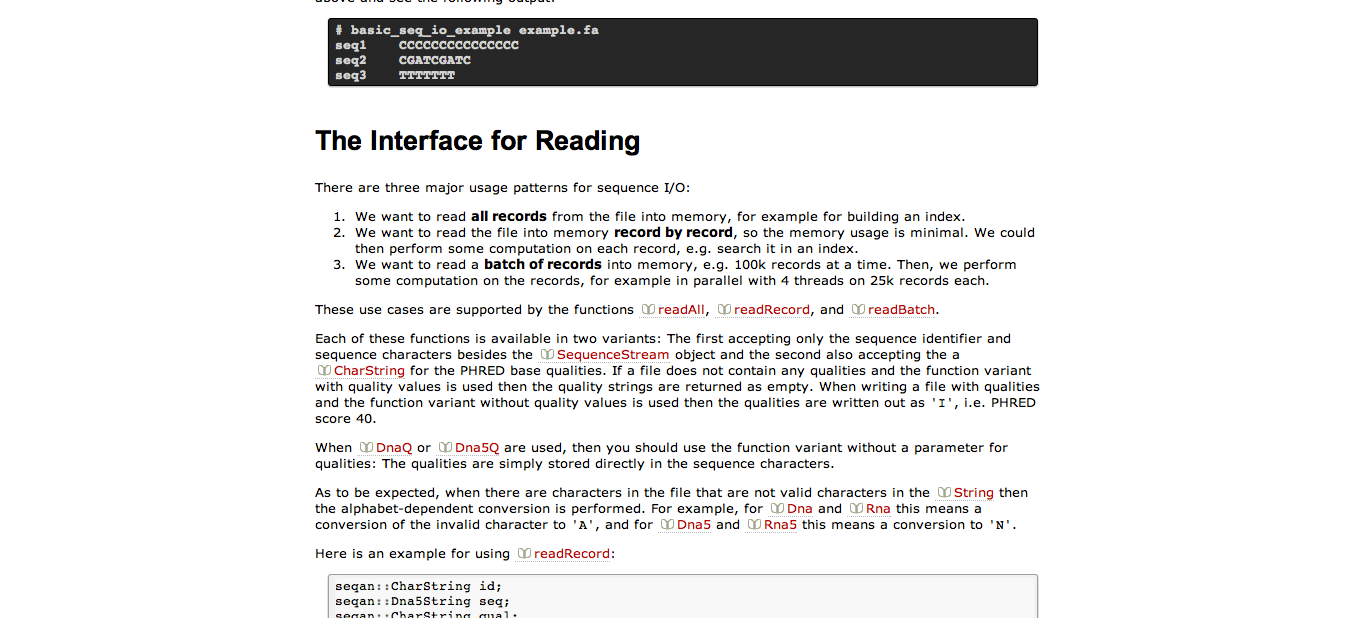 above and see the following output:
# basic_seq_io_example example.fa
seq1    CCCCCCCCCCCCCCC
seq2    CGATCGATC
seq3    TTTTTTT
The Interface for Reading
There are three major usage patterns for sequence I/O:
1. We want to read all records from the file into memory, for example for building an index.
2. We want to read the file into memory record by record, so the memory usage is minimal. We could
then perform some computation on each record, e.g. search it in an index.
3. We want to read a batch of records into memory, e.g. 100k records at a time. Then, we perform
some computation on the records, for example in parallel with 4 threads on 25k records each.
These use cases are supported by the functions readAll, readRecord, and readBatch.
Each of these functions is available in two variants: The first accepting only the sequence identifier and
sequence characters besides the SequenceStream object and the second also accepting the a
CharString for the PHRED base qualities. If a file does not contain any qualities and the function variant
with quality values is used then the quality strings are returned as empty. When writing a file with qualities
and the function variant without quality values is used then the qualities are written out as 'I', i.e. PHRED
score 40.
When DnaQ or Dna5Q are used, then you should use the function variant without a parameter for
qualities: The qualities are simply stored directly in the sequence characters.
As to be expected, when there are characters in the file that are not valid characters in the String then
the alphabet-dependent conversion is performed. For example, for Dna and Rna this means a
conversion of the invalid character to 'A', and for Dna5 and Rna5 this means a conversion to 'N'.
Here is an example for using readRecord:
seqan::CharString id;
seqan::Dna5String seq;
seqan::CharString qual;